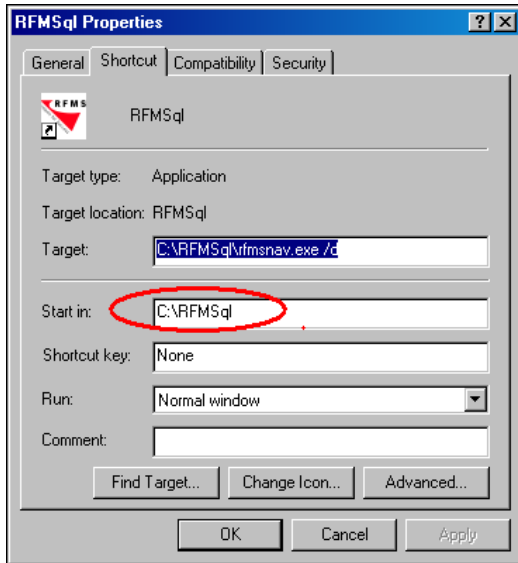 RFMSql Properties
General Shortcut Compatibility Security
RFMS
RFMSql
Target type: Application
Target location: RFMSql
Target: C:\RFMSql\rfmsnav.exe /d
Start in: C:\RFMSql
Shortcut key: None
Run: Normal window
Comment:
Find Target... Change Icon... Advanced...
OK Cancel Apply